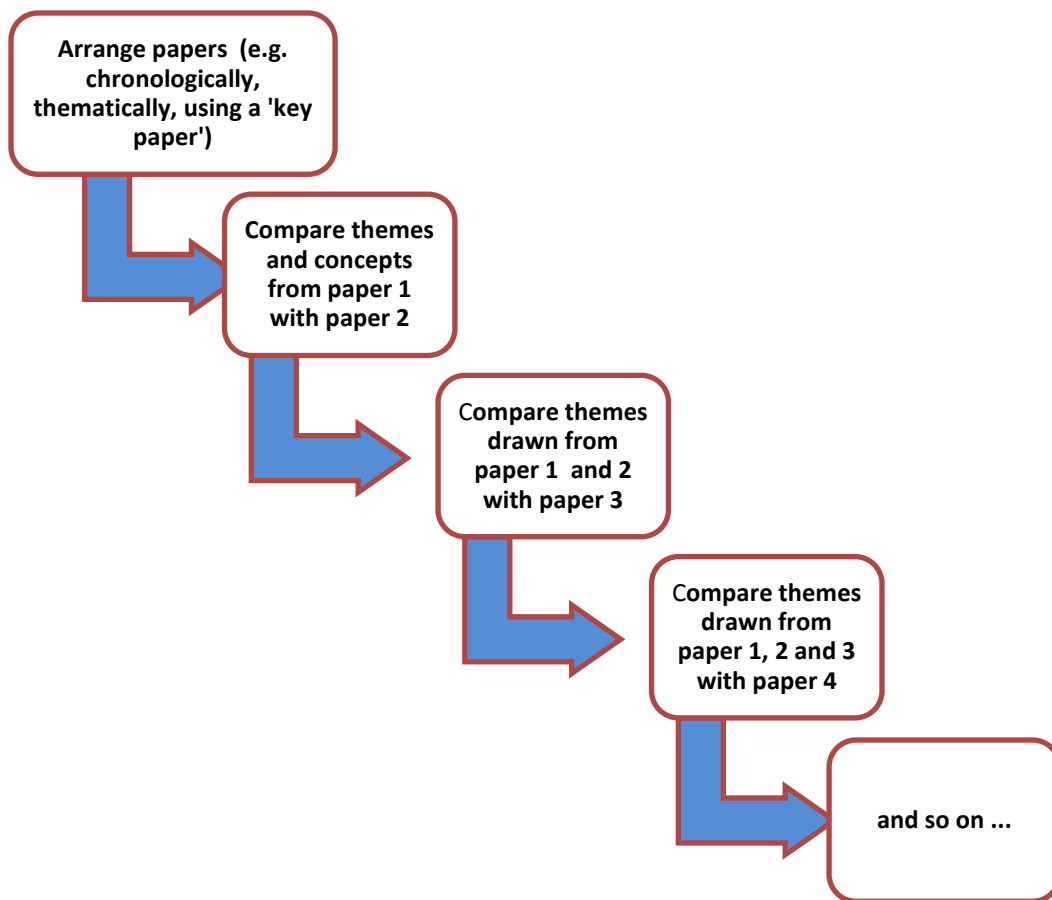 Arrange papers  (e.g.
chronologically,
thematically, using a 'key
paper')
Compare themes
and concepts
from paper 1
with paper 2
Compare themes
drawn from
paper 1  and 2
with paper 3
Compare themes
drawn from
paper 1, 2 and 3
with paper 4
and so on ...